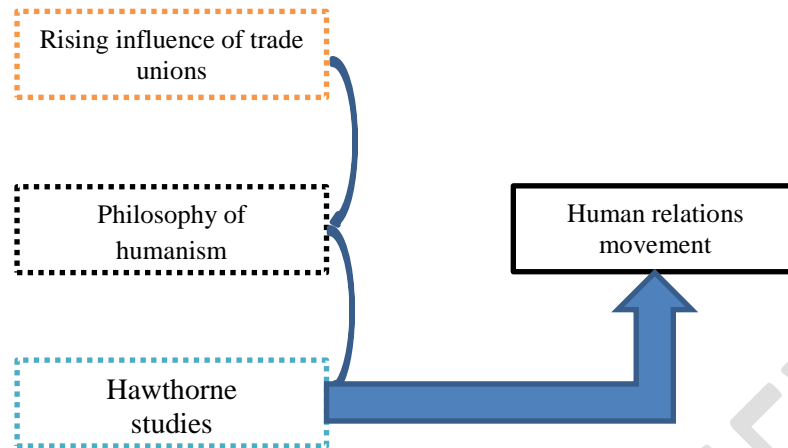 Rising influence of trade
unions
Philosophy of
humanism
Human relations
movement
Hawthorne
studies